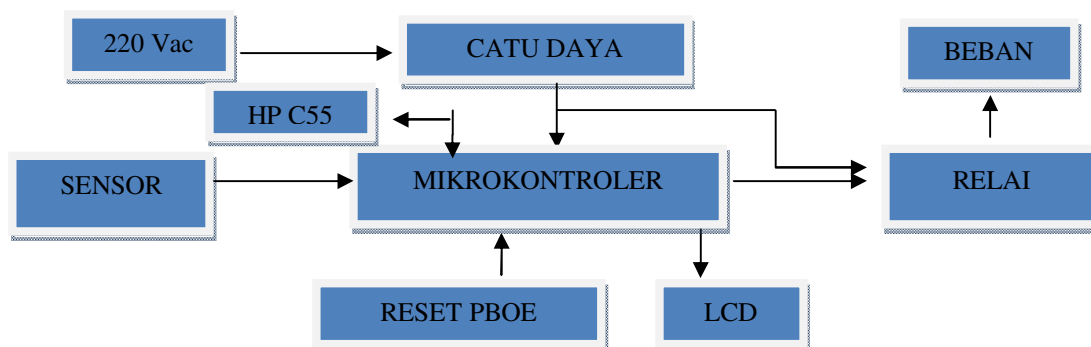 220 Vac
CATU DAYA
BEBAN
HP C55
SENSOR
MIKROKONTROLER
RELAI
RESET PBOE
LCD